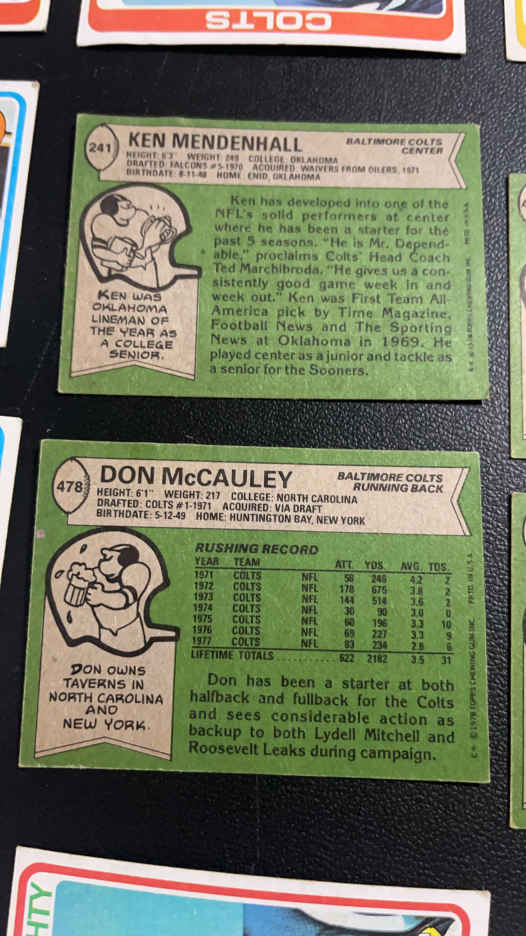 COLTS
241
KEN MENDENHALL
BALTIMORE COLTS
CENTER
HEIGHT: 6'3" WEIGHT: 249 COLLEGE: OKLAHOMA
DRAFTED: FALCONS #5-1970 ACQUIRED: WAIVERS FROM OILERS, 1971
BIRTHDATE: 8-11-48 HOME: ENID, OKLAHOMA
Ken has developed into one of the
NFL's solid performers at center
where he has been a starter for the
past 5 seasons. "He is Mr. Depend-
able," proclaims Colts' Head Coach
Ted Marchibroda. "He gives us a con-
sistently good game week in and
week out." Ken was First Team All-
America pick by Time Magazine,
Football News and The Sporting
News at Oklahoma in 1969. He
played center as a junior and tackle as
a senior for the Sooners.
KEN WAS
OKLAHOMA
LINEMAN OF
THE YEAR AS
A COLLEGE
SENIOR.
478
DON McCAULEY
BALTIMORE COLTS
RUNNING BACK
HEIGHT: 6'1" WEIGHT: 217 COLLEGE: NORTH CAROLINA
DRAFTED: COLTS #1-1971 ACQUIRED: VIA DRAFT
BIRTHDATE: 5-12-49 HOME: HUNTINGTON BAY, NEW YORK
RUSHING RECORD
YEAR TEAM ATT. YDS. AVG. TDS.
1971 COLTS NFL 58 246 4.2 2
1972 COLTS NFL 178 675 3.8 2
1973 COLTS NFL 144 514 3.6 2
1974 COLTS NFL 30 90 3.0 0
1975 COLTS NFL 60 196 3.3 10
1976 COLTS NFL 69 227 3.3 9
1977 COLTS NFL 83 234 2.8 6
LIFETIME TOTALS 622 2182 3.5 31
Don has been a starter at both
halfback and fullback for the Colts
and sees considerable action as
backup to both Lydell Mitchell and
Roosevelt Leaks during campaign.
DON OWNS
TAVERNS IN
NORTH CAROLINA
AND
NEW YORK.
© 1978 TOPPS CHEWING GUM INC. PRTD. IN U.S.A.
HTY